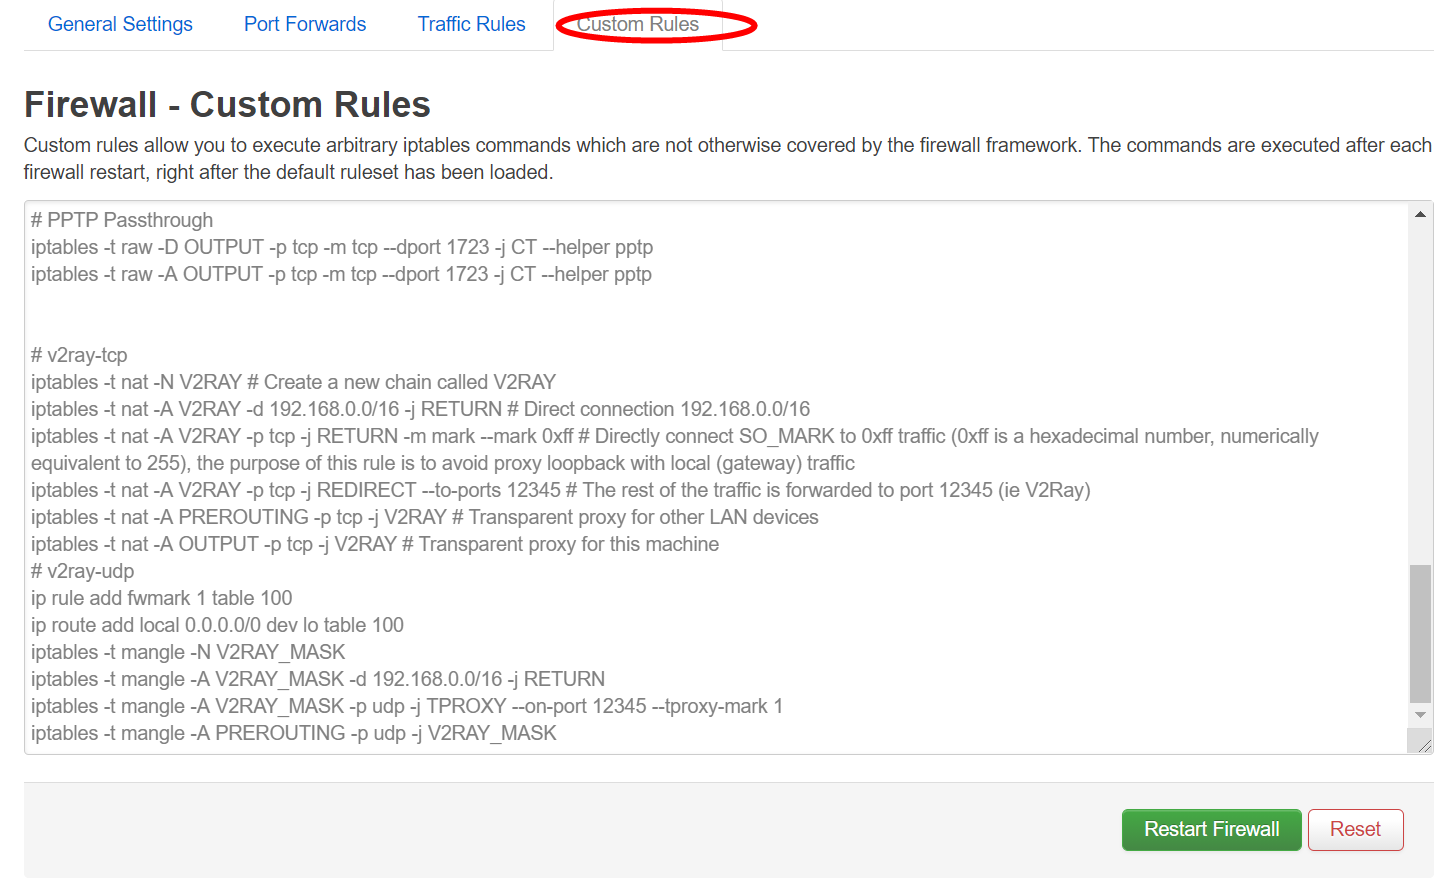 General Settings Port Forwards Traffic Rules Custom Rules
Firewall - Custom Rules
Custom rules allow you to execute arbitrary iptables commands which are not otherwise covered by the firewall framework. The commands are executed after each
firewall restart, right after the default ruleset has been loaded.
# PPTP Passthrough
iptables -t raw -D OUTPUT -p tcp -m tcp --dport 1723 -j CT --helper pptp
iptables -t raw -A OUTPUT -p tcp -m tcp --dport 1723 -j CT --helper pptp
# v2ray-tcp
iptables -t nat -N V2RAY # Create a new chain called V2RAY
iptables -t nat -A V2RAY -d 192.168.0.0/16 -j RETURN # Direct connection 192.168.0.0/16
iptables -t nat -A V2RAY -p tcp -j RETURN -m mark --mark 0xff # Directly connect SO_MARK to 0xff traffic (0xff is a hexadecimal number, numerically
equivalent to 255), the purpose of this rule is to avoid proxy loopback with local (gateway) traffic
iptables -t nat -A V2RAY -p tcp -j REDIRECT --to-ports 12345 # The rest of the traffic is forwarded to port 12345 (ie V2Ray)
iptables -t nat -A PREROUTING -p tcp -j V2RAY # Transparent proxy for other LAN devices
iptables -t nat -A OUTPUT -p tcp -j V2RAY # Transparent proxy for this machine
# v2ray-udp
ip rule add fwmark 1 table 100
ip route add local 0.0.0.0/0 dev lo table 100
iptables -t mangle -N V2RAY_MASK
iptables -t mangle -A V2RAY_MASK -d 192.168.0.0/16 -j RETURN
iptables -t mangle -A V2RAY_MASK -p udp -j TPROXY --on-port 12345 --tproxy-mark 1
iptables -t mangle -A PREROUTING -p udp -j V2RAY_MASK
Restart Firewall Reset